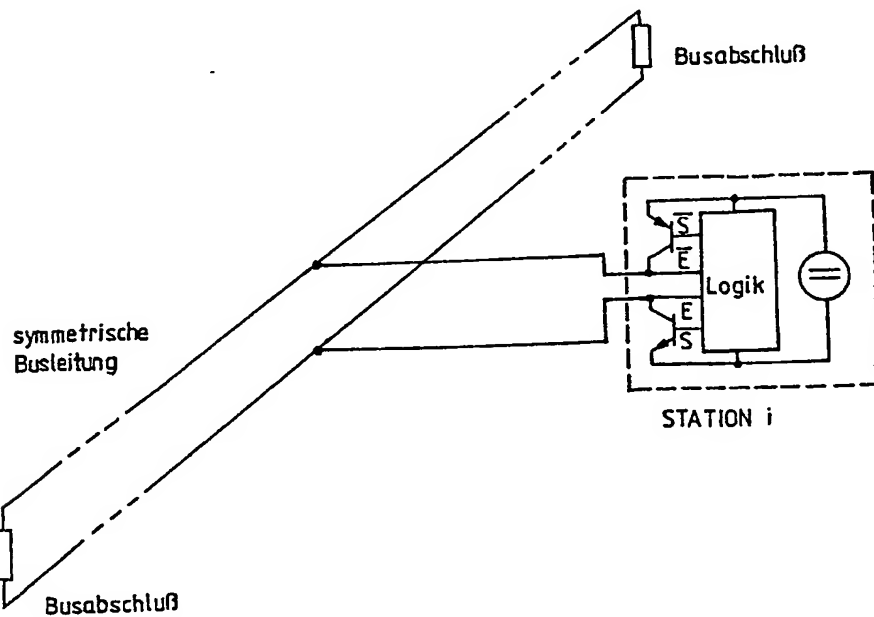 Busabschluß
S̅
E̅
Logik
E
S
symmetrische
Busleitung
STATION i
Busabschluß